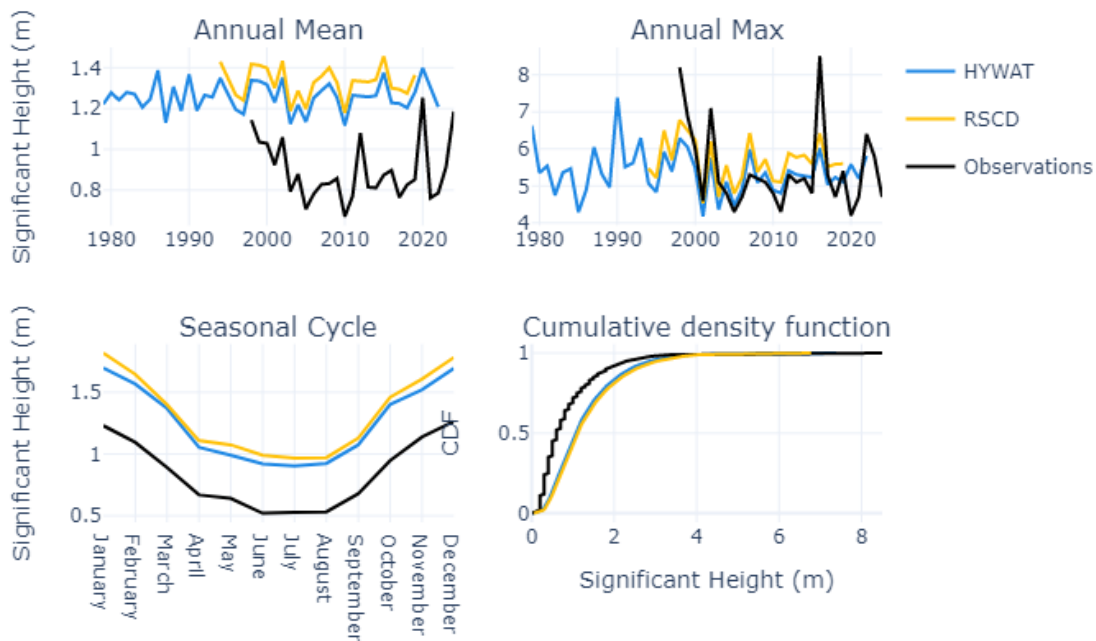 Annual Mean
Annual Max
Significant Height (m)
1.4
1.2
1
0.8
1980
1990
2000
2010
2020
8
7
6
5
4
1980
1990
2000
2010
2020
HYWAT
RSCD
Observations
Seasonal Cycle
Cumulative density function
Significant Height (m)
1.5
1
0.5
January
February
March
April
May
June
July
August
September
October
November
December
CDF
1
0.5
0
0
2
4
6
8
Significant Height (m)